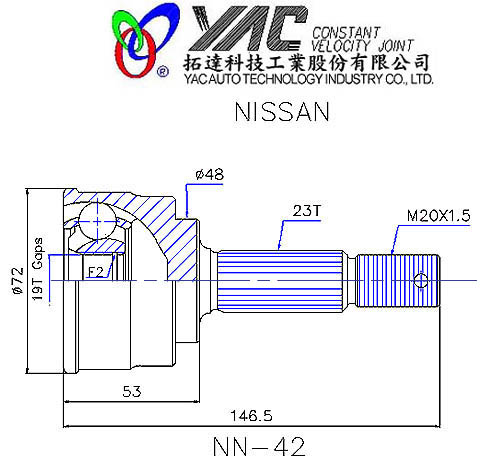 YAC CONSTANT
VELOCITY JOINT
®
拓達科技工業股份有限公司
YAC AUTO TECHNOLOGY INDUSTRY CO., LTD.
NISSAN
ø48
23T
M20X1.5
ø72
19T Gaps
F2
53
146.5
NN-42